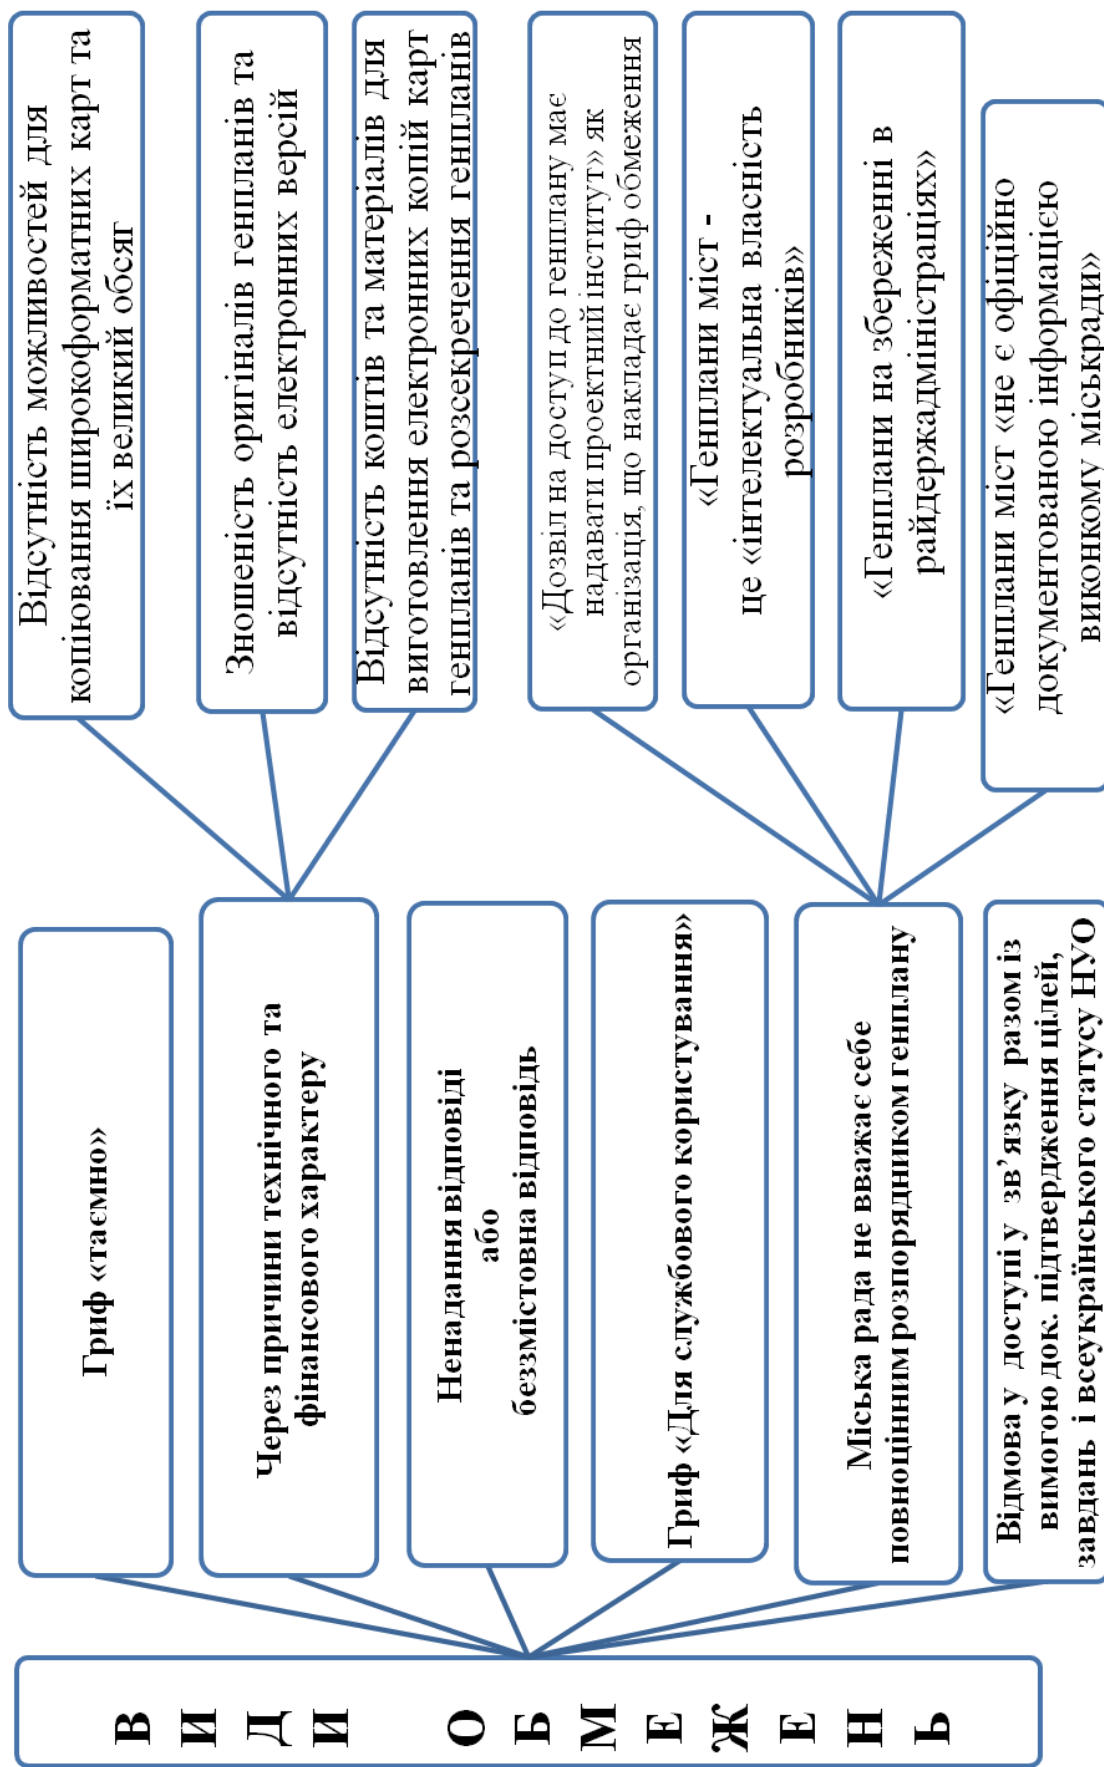 ВИДИ ОБМЕЖЕНЬ
Гриф «таємно»
Через причини технічного та
фінансового характеру
Ненадання відповіді
або
беззмістовна відповідь
Гриф «Для службового користування»
Міська рада не вважає себе
повноцінним розпорядником генплану
Відмова у доступі у зв’язку разом із
вимогою док. підтвердження цілей,
завдань і всеукраїнського статусу НУО
Відсутність можливостей для
копіювання широкоформатних карт та
їх великий обсяг
Зношеність оригіналів генпланів та
відсутність електронних версій
Відсутність коштів та матеріалів для
виготовлення електронних копій карт
генпланів та розсекречення генпланів
«Дозвіл на доступ до генплану має
надавати проектний інститут» як
організація, що накладає гриф обмеження
«Генплани міст -
це «інтелектуальна власність
розробників»
«Генплани на збереженні в
райдержадміністраціях»
«Генплани міст «не є офіційно
документованою інформацією
виконкому міськради»